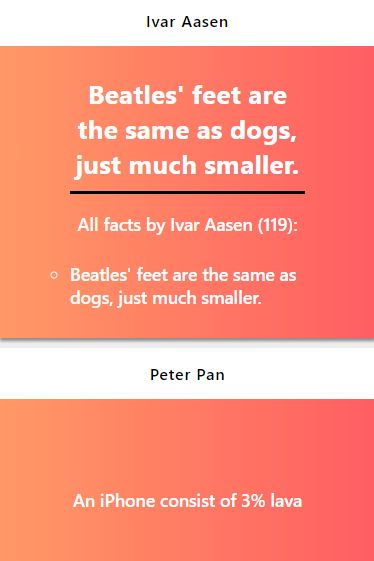 Ivar Aasen
Beatles' feet are
the same as dogs,
just much smaller.
All facts by Ivar Aasen (119):
Beatles' feet are the same as
dogs, just much smaller.
Peter Pan
An iPhone consist of 3% lava